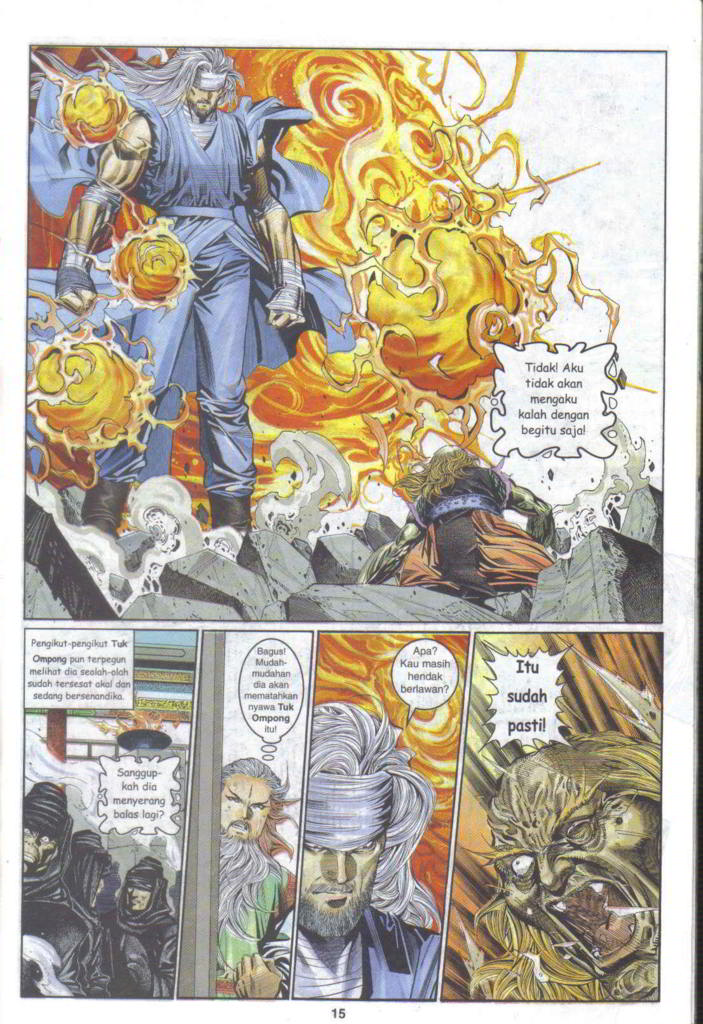 Tidak! Aku
tidak akan
mengaku
kalah dengan
begitu saja!
Pengikut-pengikut Tuk
Ompong pun terpegun
melihat dia seolah-olah
sudah tersesat akal dan
sedang bersenandika.
Sanggup-
kah dia
menyerang
balas lagi?
Bagus!
Mudah-
mudahan
dia akan
mematahkan
nyawa Tuk
Ompong
itu!
Apa?
Kau masih
hendak
berlawan?
Itu
sudah
pasti!
15